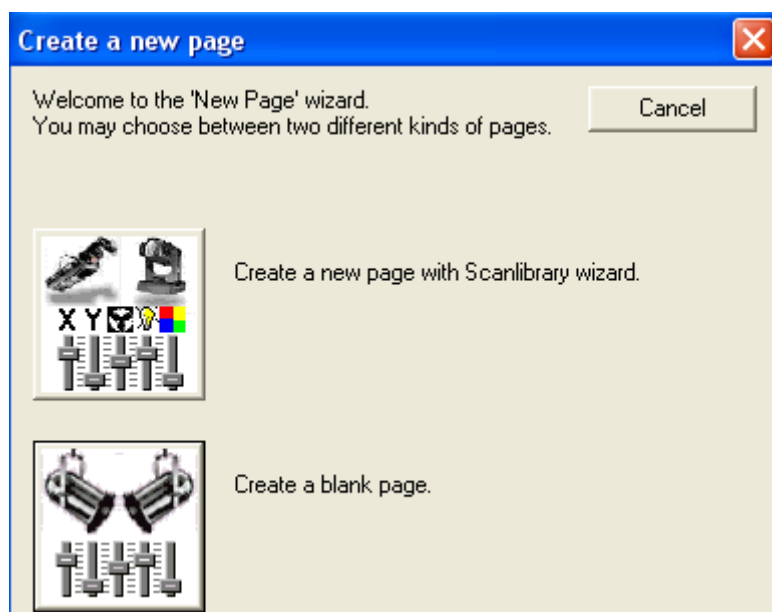 Create a new page
Welcome to the 'New Page' wizard.
You may choose between two different kinds of pages.
Cancel
Create a new page with Scanlibrary wizard.
X Y
Create a blank page.